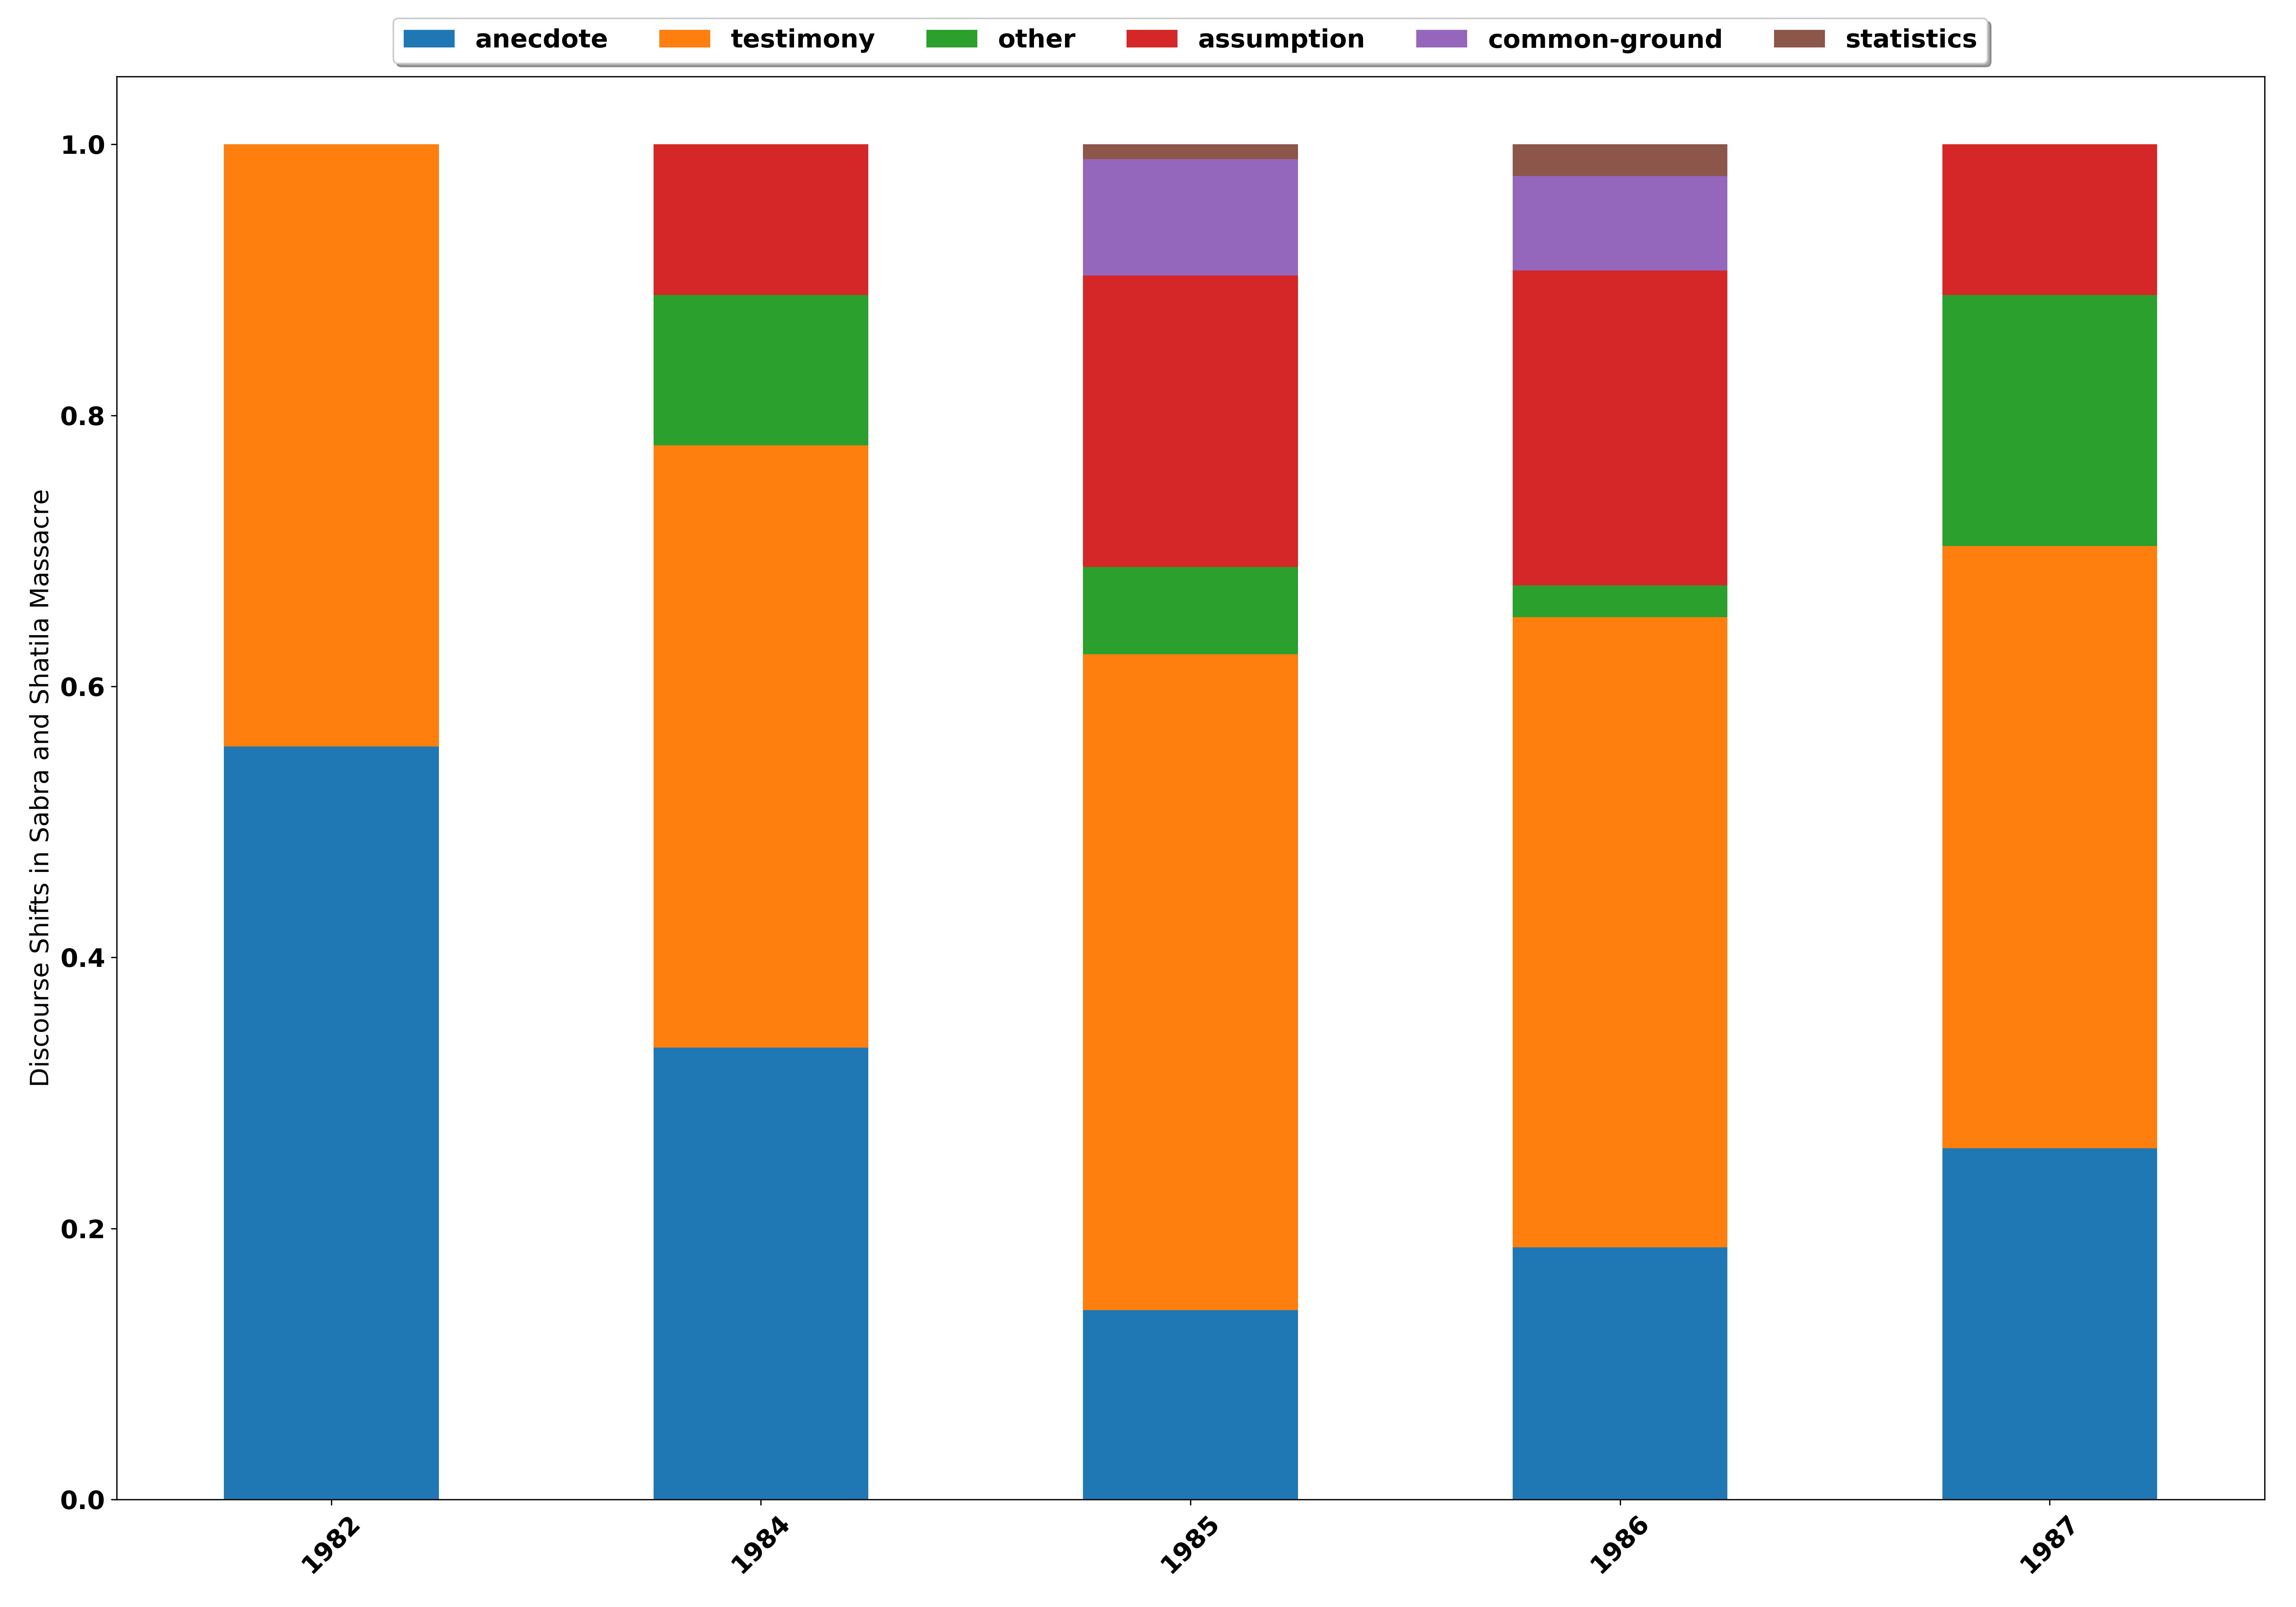 anecdote testimony other assumption common-ground statistics
Discourse Shifts in Sabra and Shatila Massacre
1.0
0.8
0.6
0.4
0.2
0.0
1982 1984 1985 1986 1987